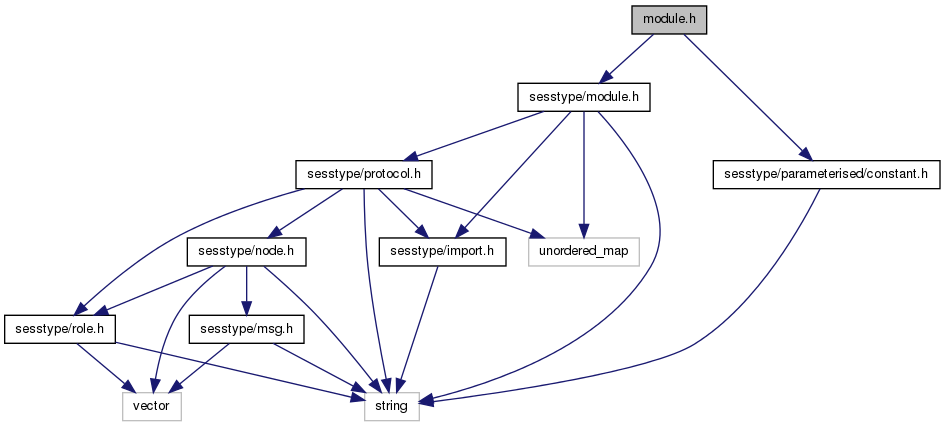 module.h
sesstype/module.h
sesstype/protocol.h
sesstype/parameterised/constant.h
sesstype/node.h
sesstype/import.h
unordered_map
sesstype/role.h
sesstype/msg.h
vector
string